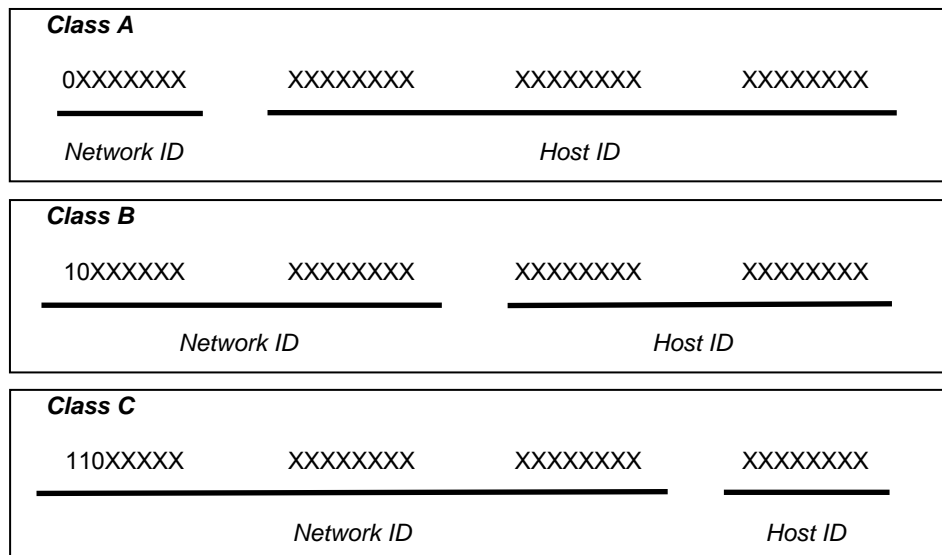 Class A
0XXXXXXX XXXXXXXX XXXXXXXX XXXXXXXX
Network ID Host ID
Class B
10XXXXXX XXXXXXXX XXXXXXXX XXXXXXXX
Network ID Host ID
Class C
110XXXXX XXXXXXXX XXXXXXXX XXXXXXXX
Network ID Host ID